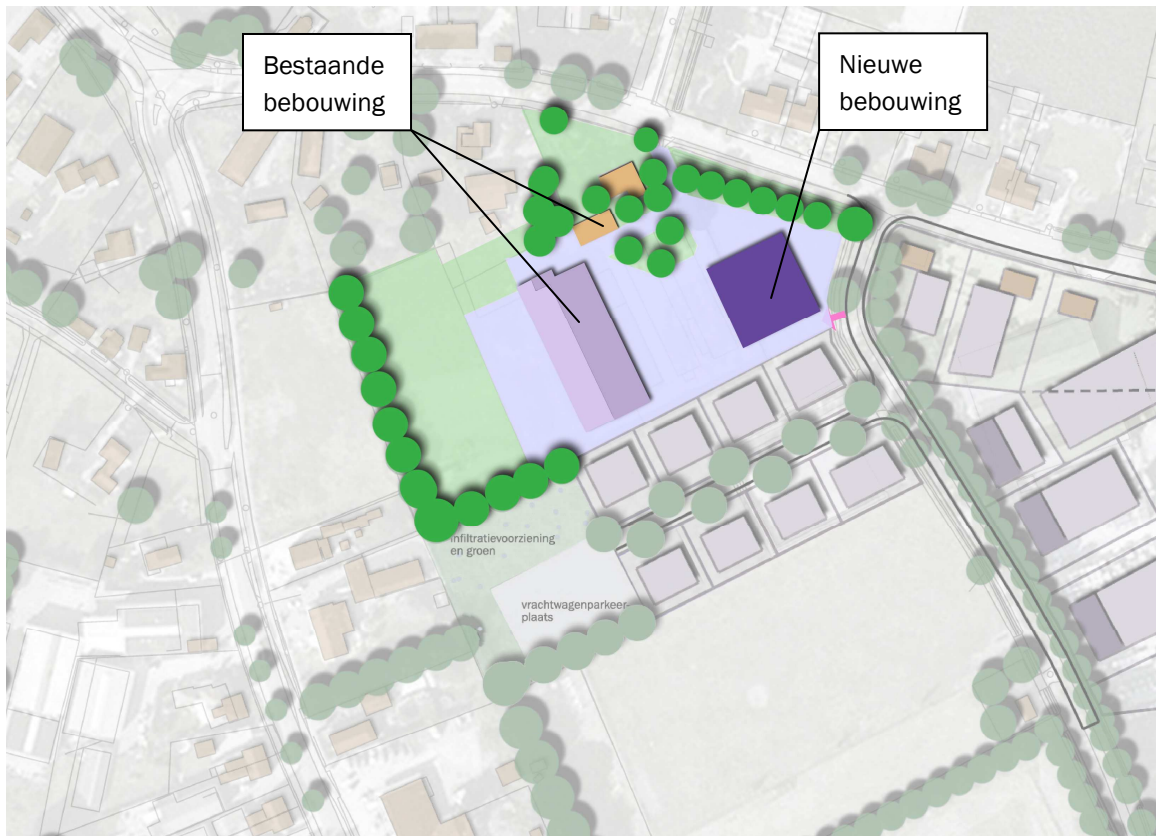 Bestaande
bebouwing
Nieuwe
bebouwing
infiltratievoorziening
en groen
vrachtwagenparkeer-
plaats